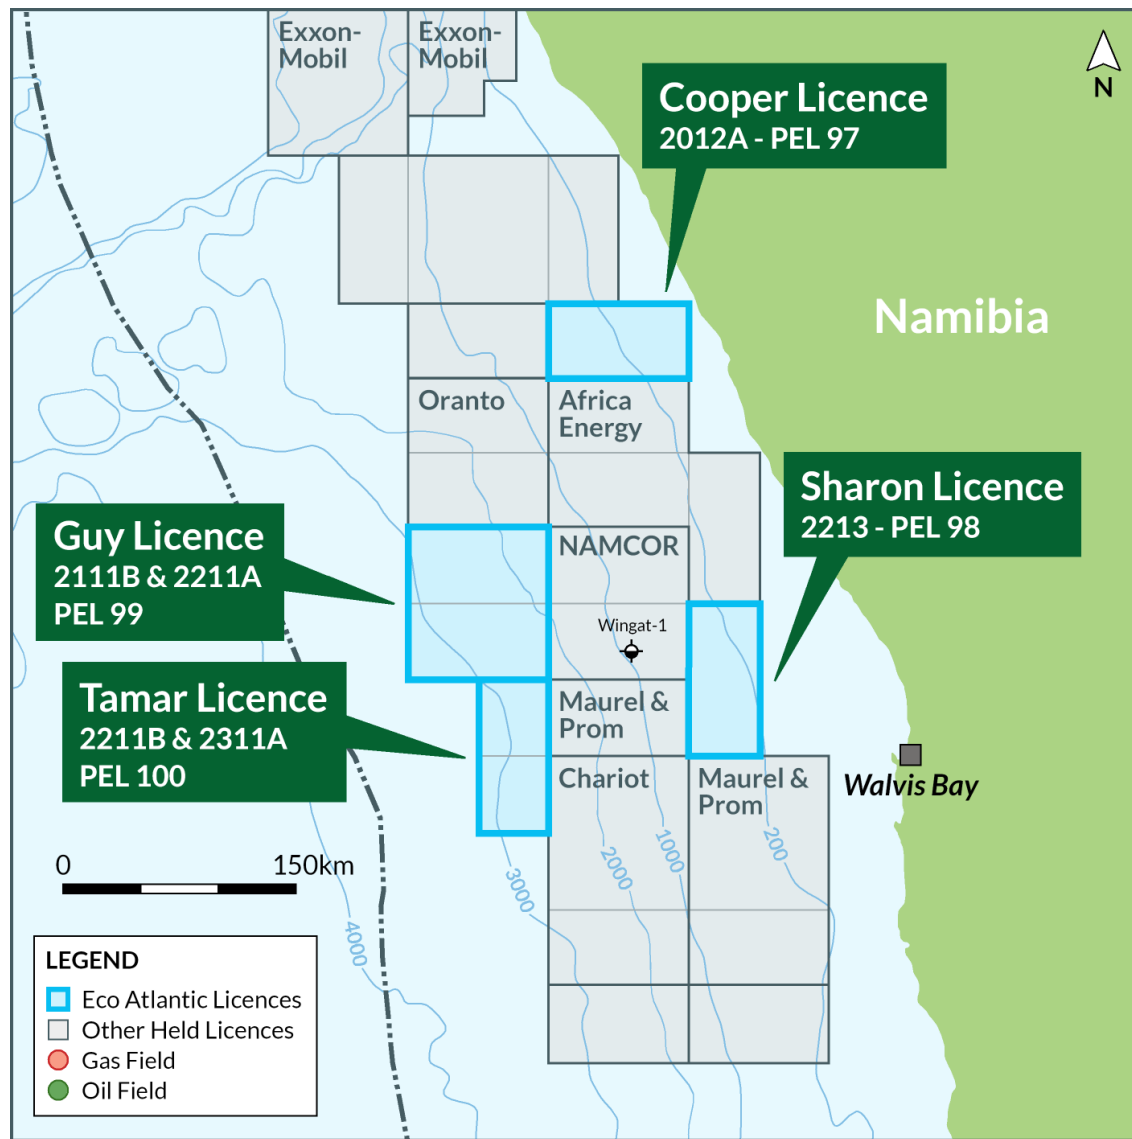 Exxon-
Mobil
Exxon-
Mobil
N
Cooper Licence
2012A - PEL 97
Namibia
Oranto
Africa
Energy
Sharon Licence
2213 - PEL 98
Guy Licence
2111B & 2211A
PEL 99
NAMCOR
Wingat-1
Tamar Licence
2211B & 2311A
PEL 100
Maurel &
Prom
Chariot
Maurel &
Prom
Walvis Bay
0 150km
200
1000
2000
3000
4000
LEGEND
Eco Atlantic Licences
Other Held Licences
Gas Field
Oil Field